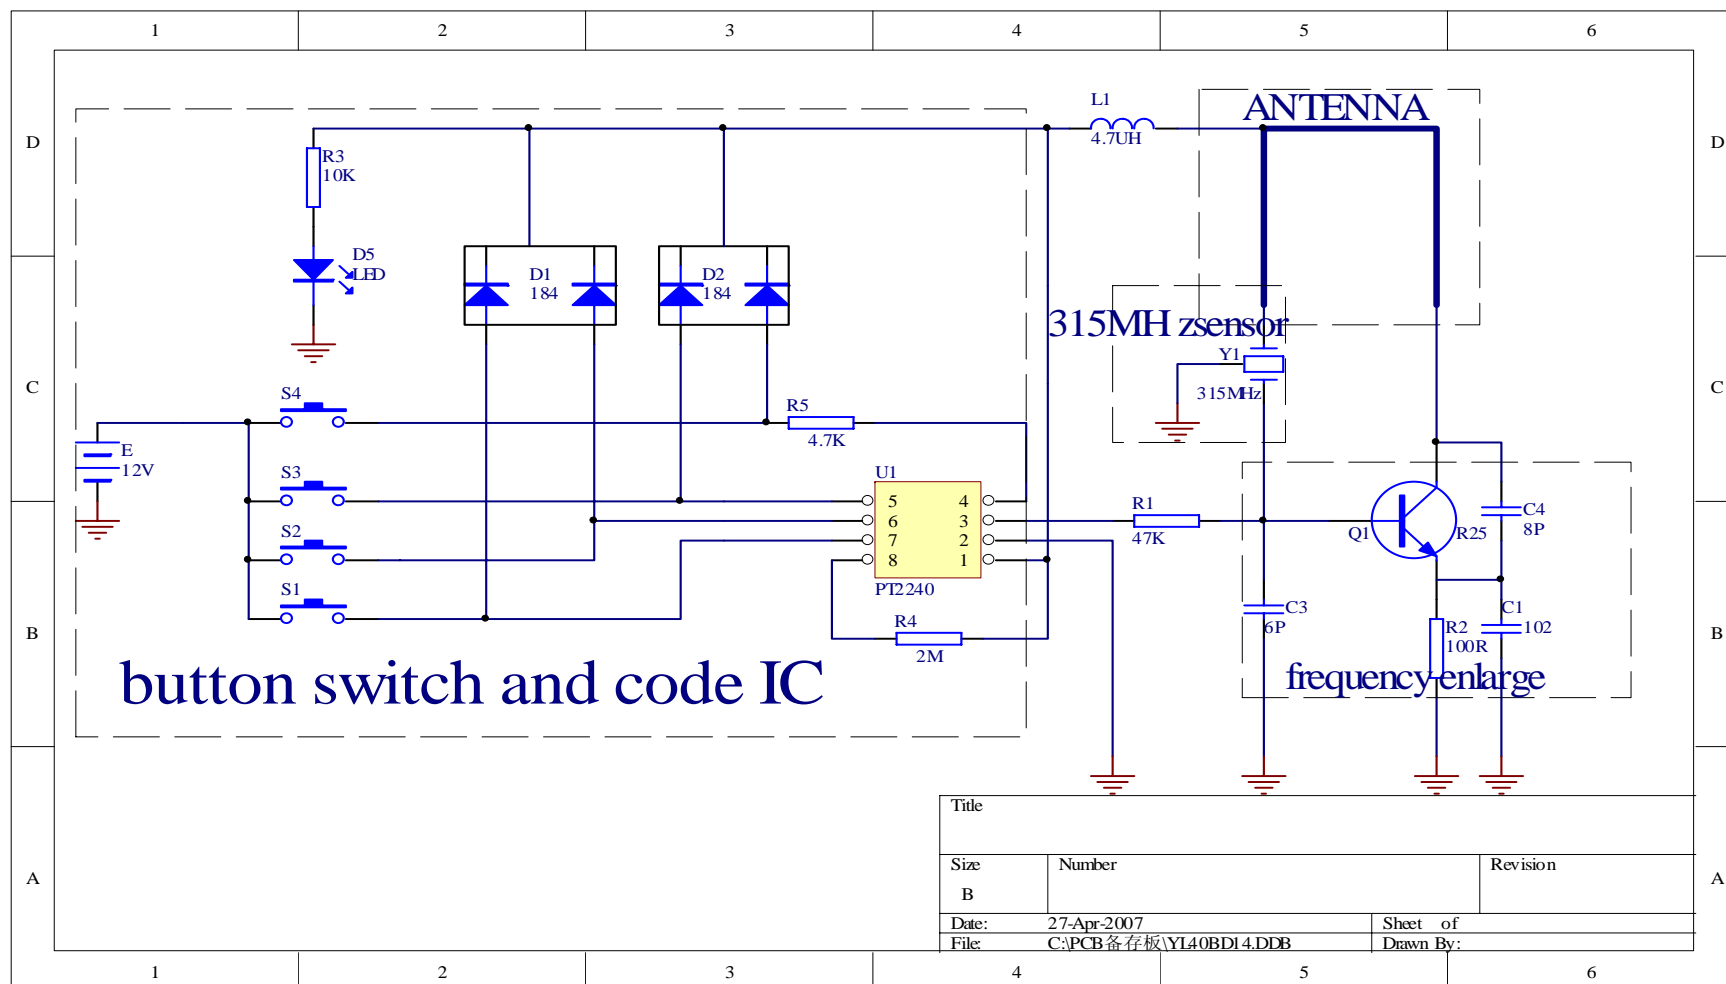 1 2 3 4 5 6
ANTENNA
L1
4.7UH
D D
R3
10K
D5
LED
D1
184
D2
184
315MH zsensor
Y1
315MHz
C C
S4
R5
4.7K
E
12V
S3
U1
5 4
6 3
7 2
8 1
PT2240
R1
47K
Q1
R25
C4
8P
S2
S1
R4
2M
C3
6P
C1
102
R2
100R
B B
button switch and code IC
frequency enlarge
Title
Size
B
Number
Revision
A A
Date: 27-Apr-2007 Sheet of
File: C:\PCB备存板\YL40BD14.DDB Drawn By:
1 2 3 4 5 6